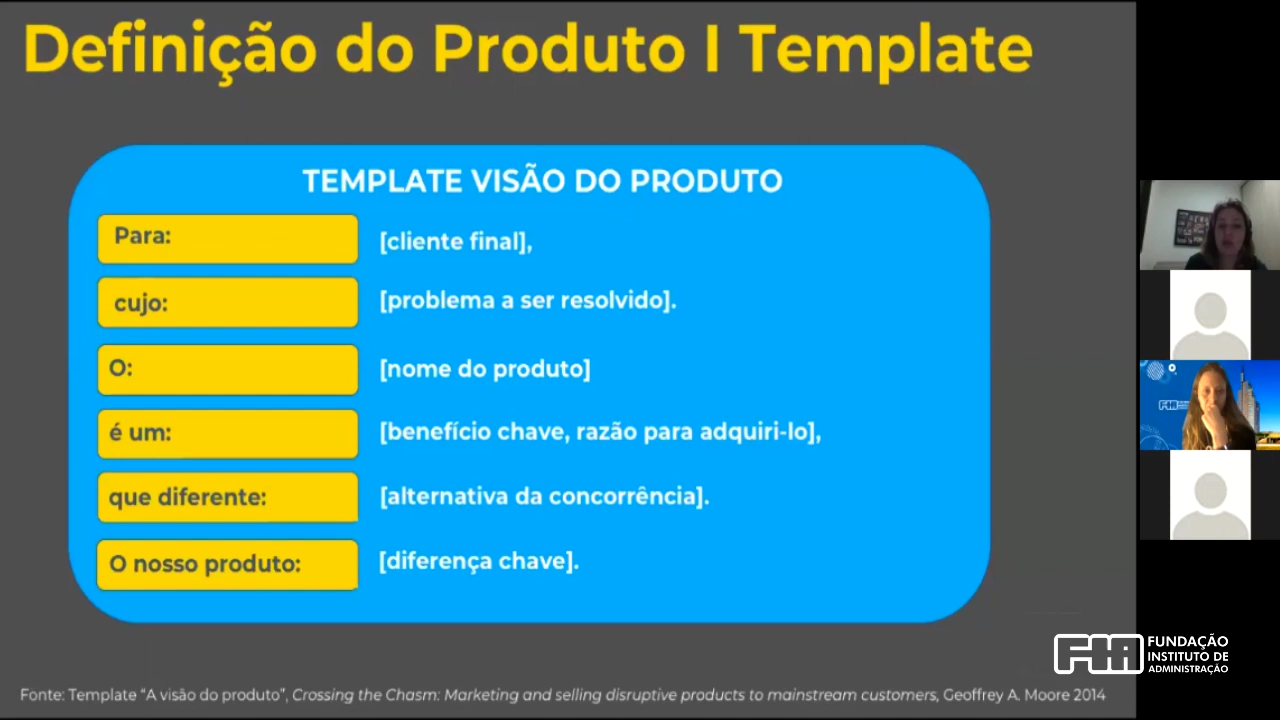 Definição do Produto I Template
TEMPLATE VISÃO DO PRODUTO
Para: [cliente final],
cujo: [problema a ser resolvido].
O: [nome do produto]
é um: [benefício chave, razão para adquiri-lo],
que diferente: [alternativa da concorrência].
O nosso produto: [diferença chave].
FIA FUNDAÇÃO
INSTITUTO DE
ADMINISTRAÇÃO
Fonte: Template “A visão do produto”, Crossing the Chasm: Marketing and selling disruptive products to mainstream customers, Geoffrey A. Moore 2014
FIA